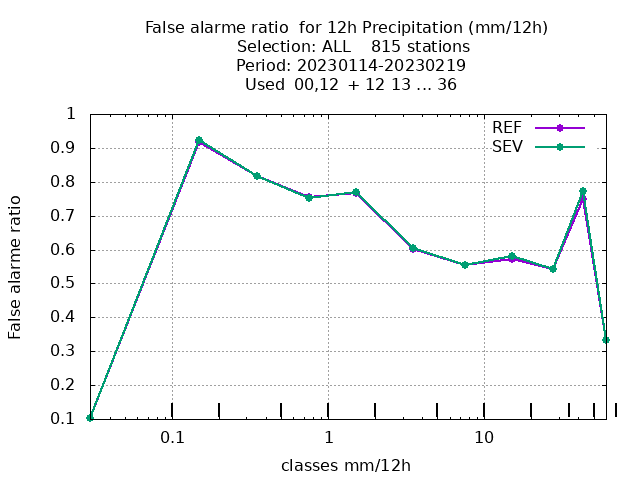 False alarme ratio  for 12h Precipitation (mm/12h)
Selection: ALL    815 stations
Period: 20230114-20230219
Used  00,12  + 12 13 ... 36
REF
SEV
1
0.9
0.8
0.7
0.6
0.5
0.4
0.3
0.2
0.1
False alarme ratio
0.1 1 10
classes mm/12h